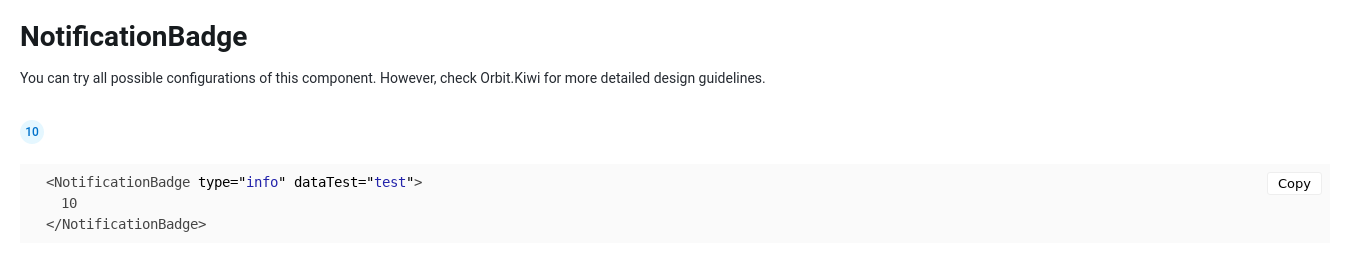 NotificationBadge
You can try all possible configurations of this component. However, check Orbit.Kiwi for more detailed design guidelines.
10
<NotificationBadge type="info" dataTest="test">
Copy
10
</NotificationBadge>